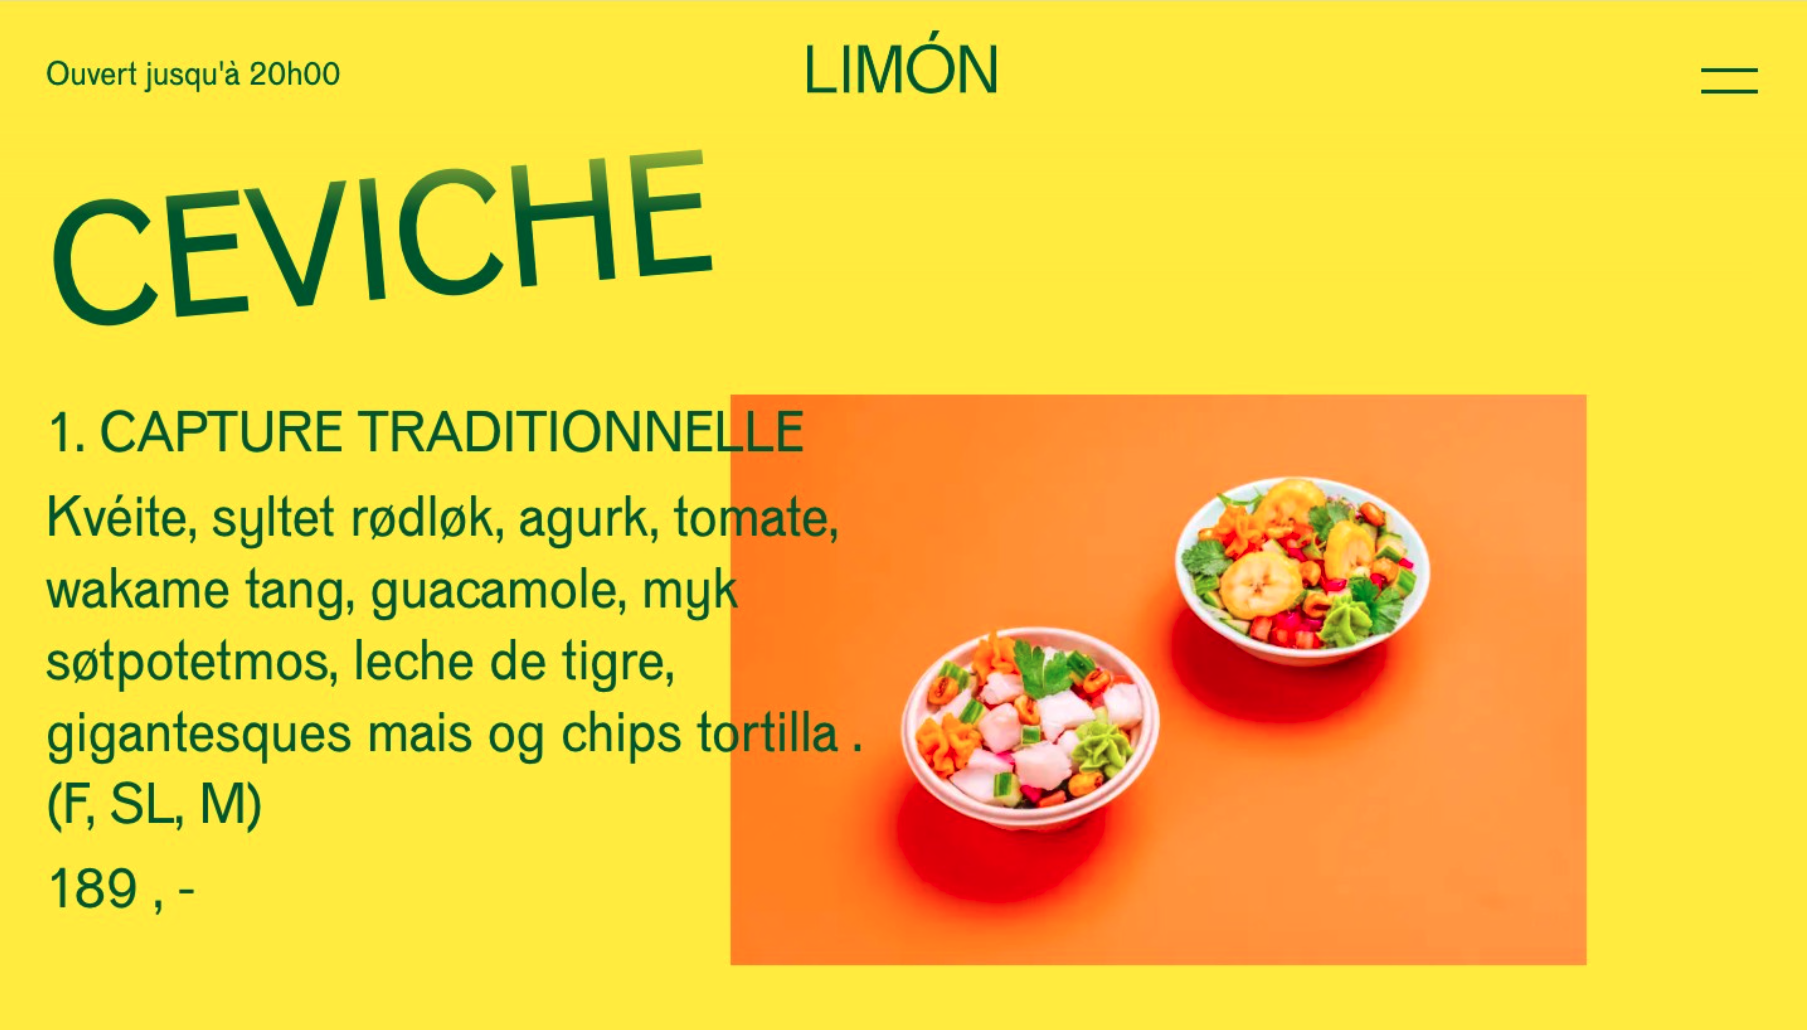 Ouvert jusqu'à 20h00
LIMÓN
CEVICHE
1. CAPTURE TRADITIONNELLE
Kvéite, syltet rødløk, agurk, tomate,
wakame tang, guacamole, myk
søtpotetmos, leche de tigre,
gigantesques mais og chips tortilla .
(F, SL, M)
189 , -